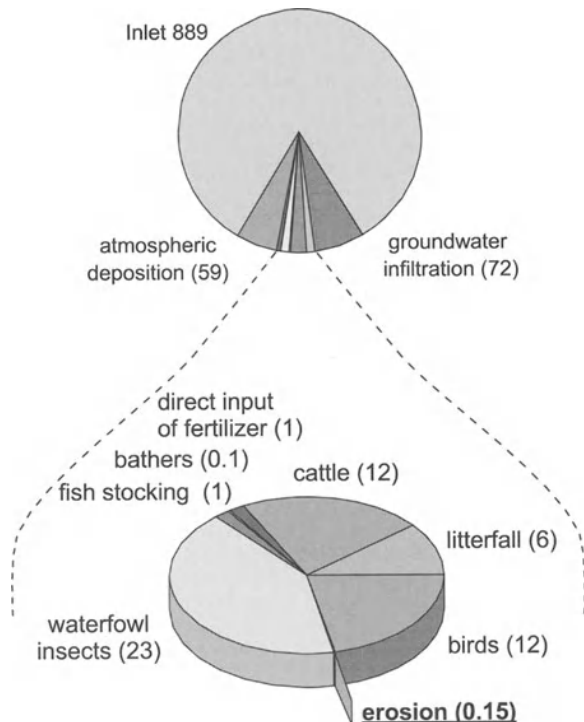 Inlet 889
atmospheric
deposition (59)
groundwater
infiltration (72)
direct input
of fertilizer (1)
bathers (0.1)
fish stocking (1)
cattle (12)
litterfall (6)
waterfowl
insects (23)
birds (12)
erosion (0.15)